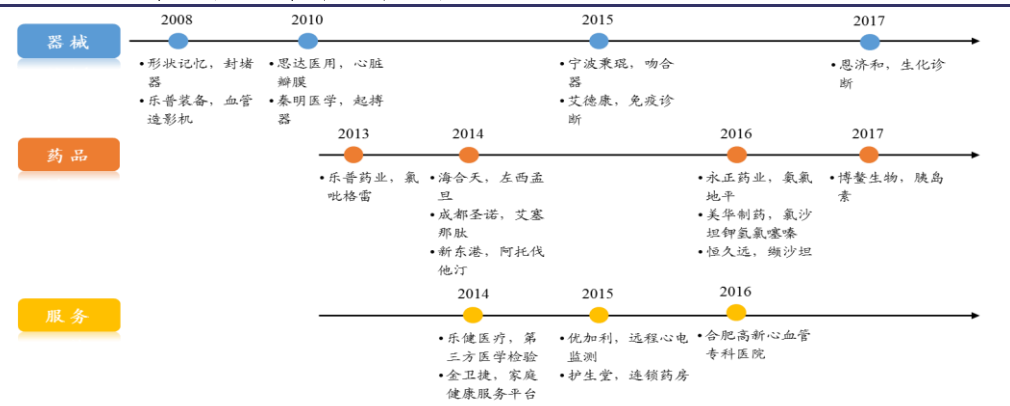 2008
2010
2015
2017
器械
•形状记忆，封堵
器
•乐普装备，血管
造影机
•思达医用，心脏
瓣膜
•秦明医学，起搏
器
•宁波秉琨，吻合
器
•艾德康，免疫诊
断
•恩济和，生化诊
断
2013
2014
2016
2017
药品
•乐普药业，氯
吡格雷
•海合天，左西孟
旦
•成都圣诺，艾塞
那肽
•新东港，阿托伐
他汀
•永正药业，氨氯
地平
•美华制药，氯沙
坦钾氢氯噻嗪
•恒久远，缬沙坦
•博鳌生物，胰岛
素
2014
2015
2016
服务
•乐健医疗，第
三方医学检验
•金卫捷，家庭
健康服务平台
•优加利，远程心电
监测
•护生堂，连锁药房
•合肥高新心血管
专科医院